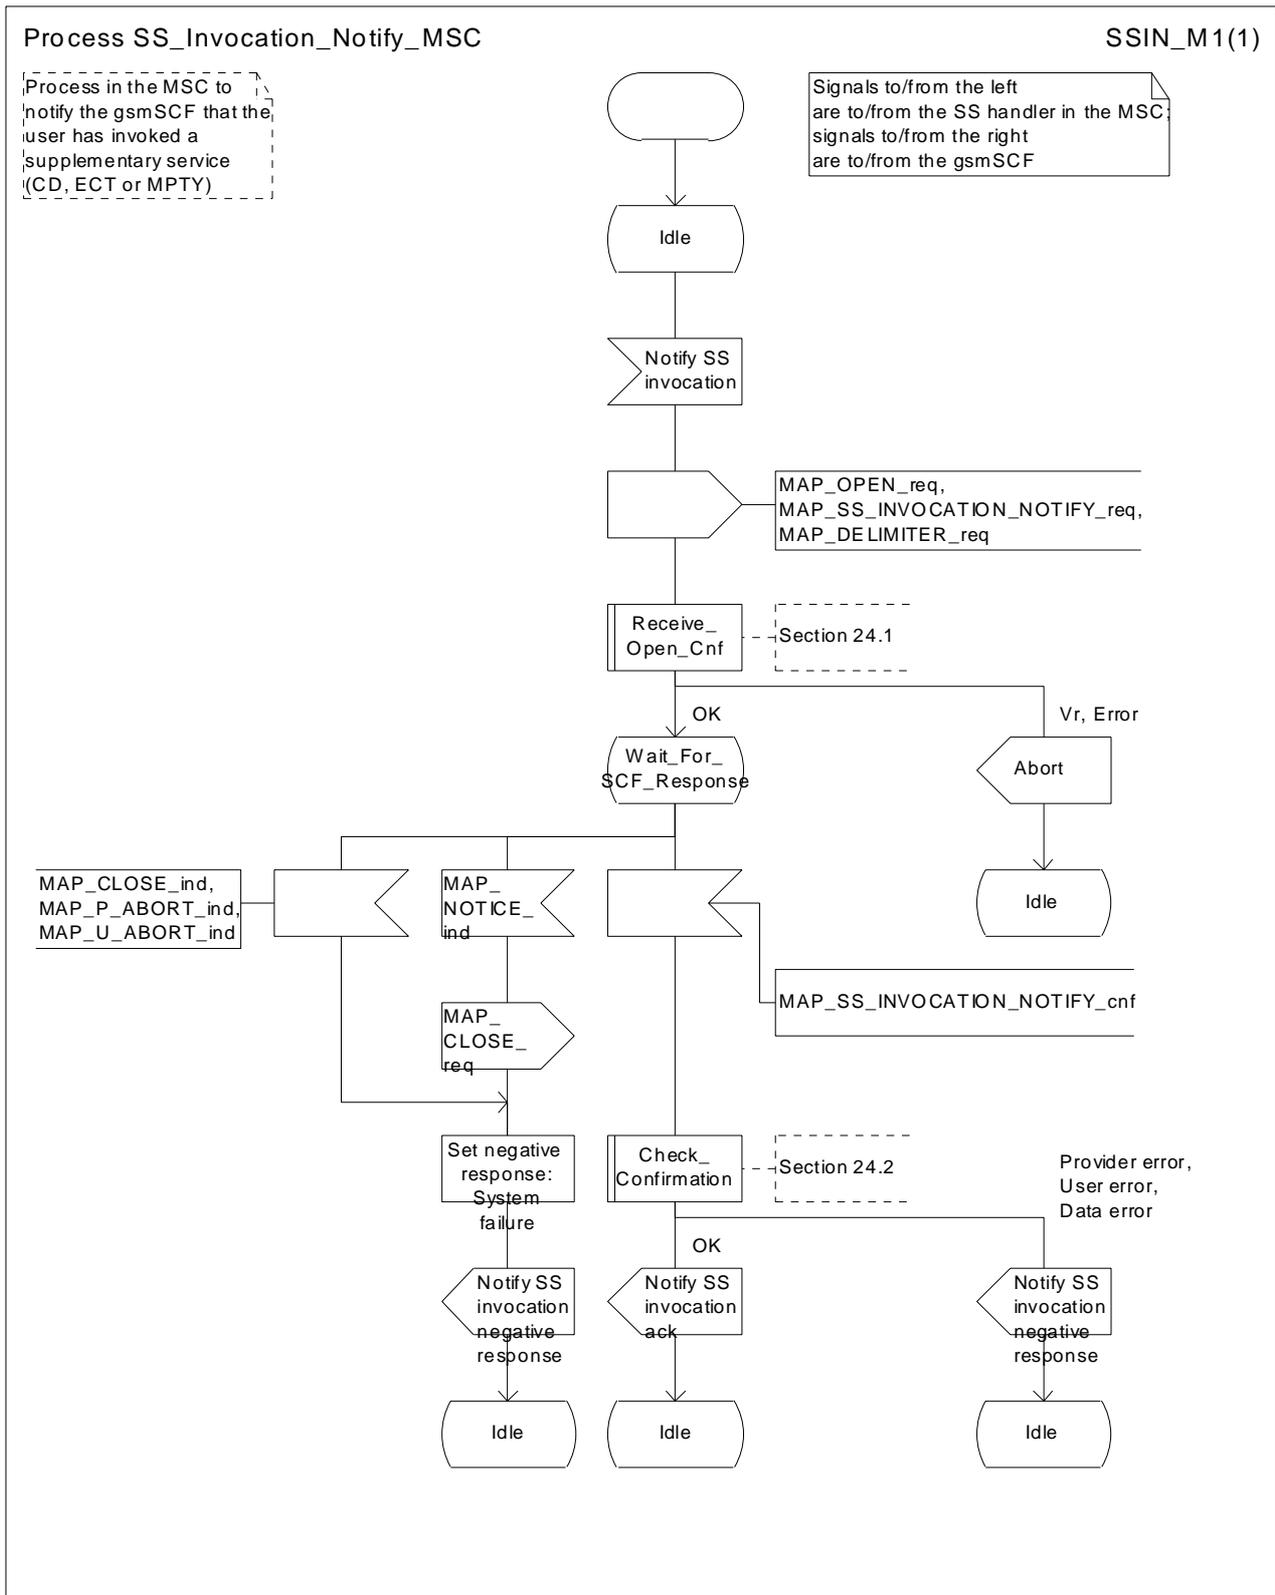 Process SS_Invocation_Notify_MSC
SSIN_M1(1)
Process in the MSC to
notify the gsmSCF that the
user has invoked a
supplementary service
(CD, ECT or MPTY)
Signals to/from the left
are to/from the SS handler in the MSC;
signals to/from the right
are to/from the gsmSCF
Idle
Notify SS
invocation
MAP_OPEN_req,
MAP_SS_INVOCATION_NOTIFY_req,
MAP_DELIMITER_req
Receive_
Open_Cnf
Section 24.1
OK
Vr, Error
Wait_For_
SCF_Response
Abort
MAP_CLOSE_ind,
MAP_P_ABORT_ind,
MAP_U_ABORT_ind
MAP_
NOTICE_
ind
Idle
MAP_SS_INVOCATION_NOTIFY_cnf
MAP_
CLOSE_
req
Set negative
response:
System
failure
Check_
Confirmation
Section 24.2
Provider error,
User error,
Data error
OK
Notify SS
invocation
negative
response
Notify SS
invocation
ack
Notify SS
invocation
negative
response
Idle
Idle
Idle